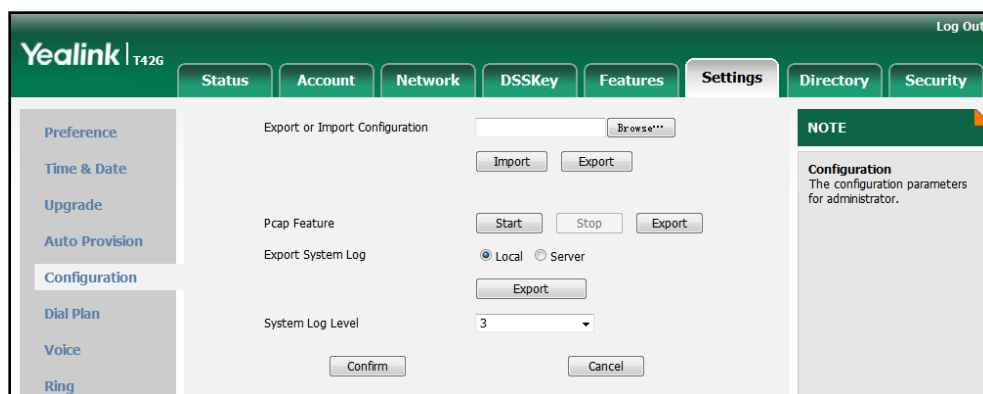 Log Out
Yealink T42G
Status Account Network DSSKey Features Settings Directory Security
Preference
Time & Date
Upgrade
Auto Provision
Configuration
Dial Plan
Voice
Ring
Export or Import Configuration Browse...
Import Export
Pcap Feature Start Stop Export
Export System Log Local Server
Export
System Log Level 3
Confirm Cancel
NOTE
Configuration
The configuration parameters
for administrator.